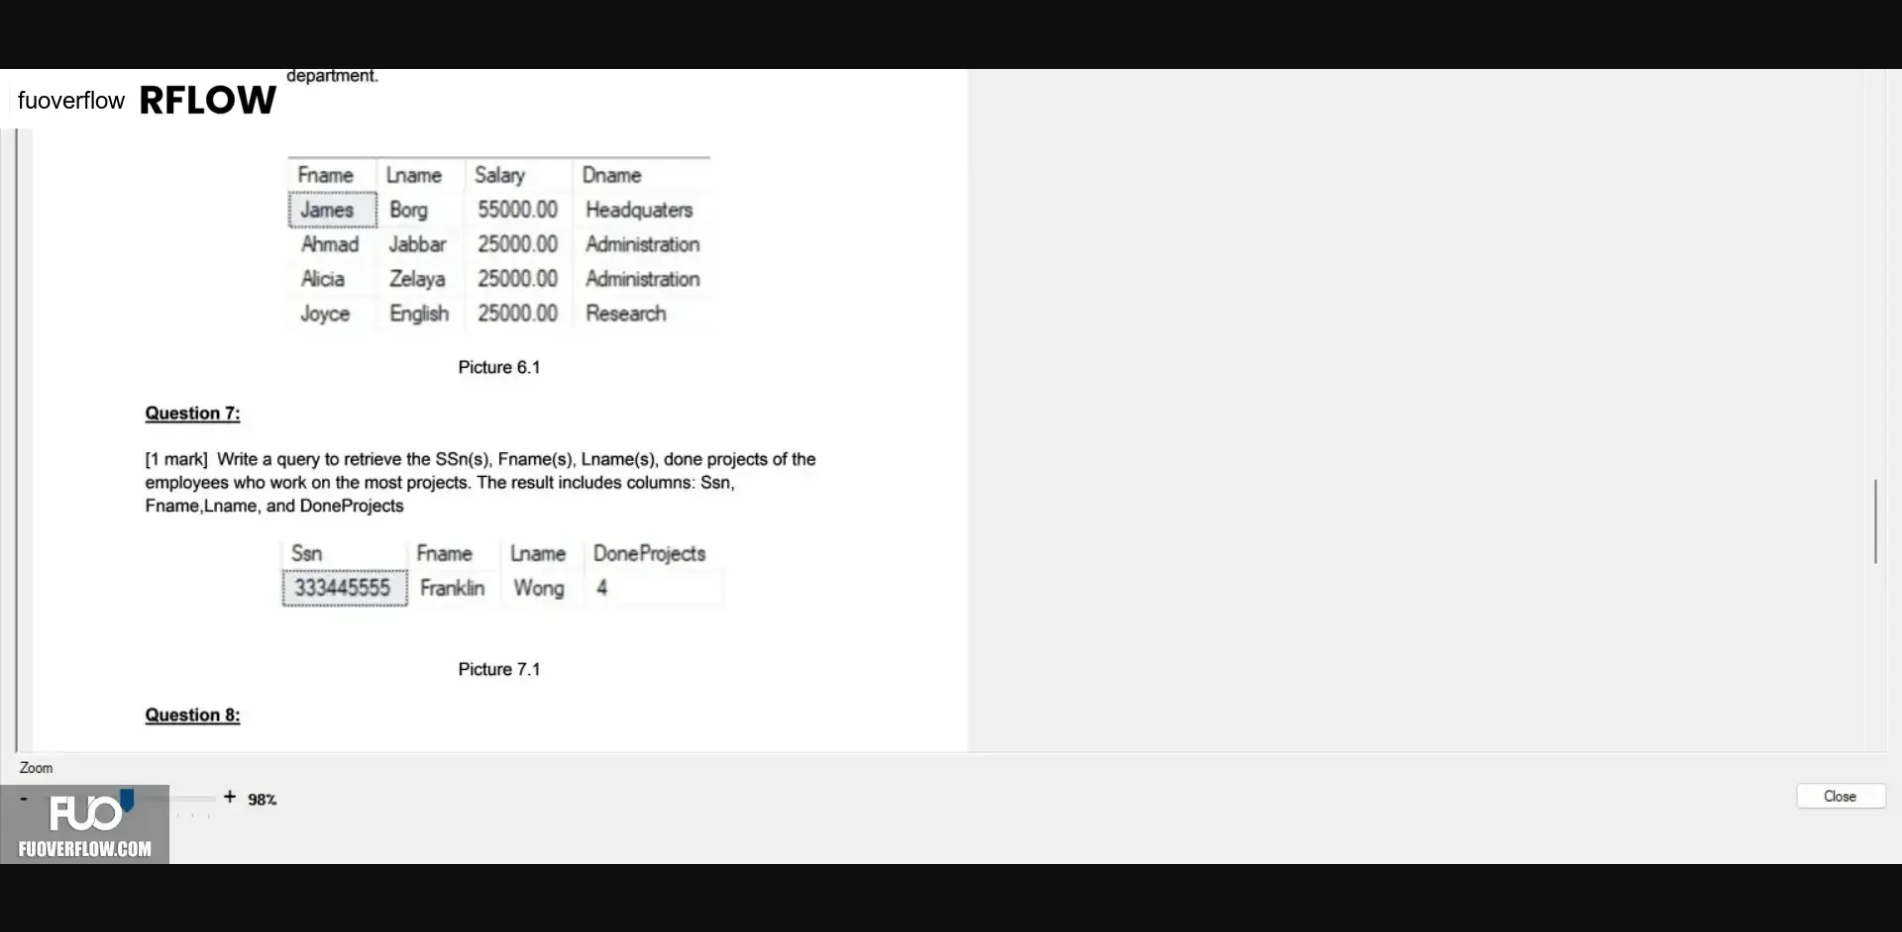 department.
fuoverflow RFLOW
Fname Lname Salary Dname
James Borg 55000.00 Headquaters
Ahmad Jabbar 25000.00 Administration
Alicia Zelaya 25000.00 Administration
Joyce English 25000.00 Research
Picture 6.1
Question 7:
[1 mark] Write a query to retrieve the SSn(s), Fname(s), Lname(s), done projects of the
employees who work on the most projects. The result includes columns: Ssn,
Fname,Lname, and DoneProjects
Ssn Fname Lname DoneProjects
333445555 Franklin Wong 4
Picture 7.1
Question 8:
Zoom
- + 98%
Close
FUO
FUOVERFLOW.COM